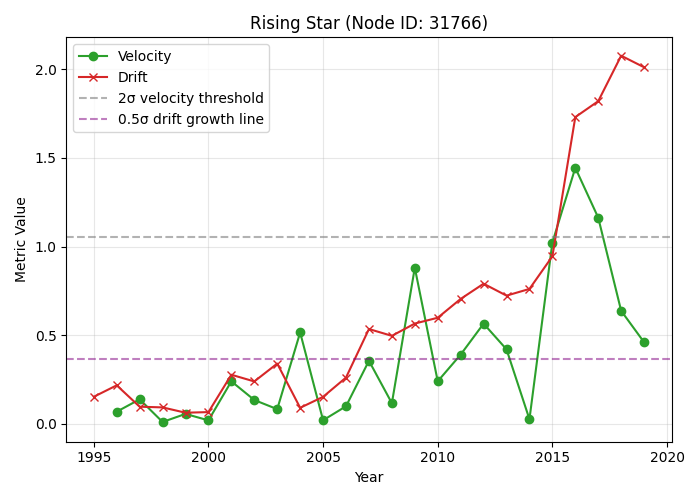 Rising Star (Node ID: 31766)
Velocity
Drift
2σ velocity threshold
0.5σ drift growth line
Metric Value
2.0
1.5
1.0
0.5
0.0
1995
2000
2005
2010
2015
2020
Year